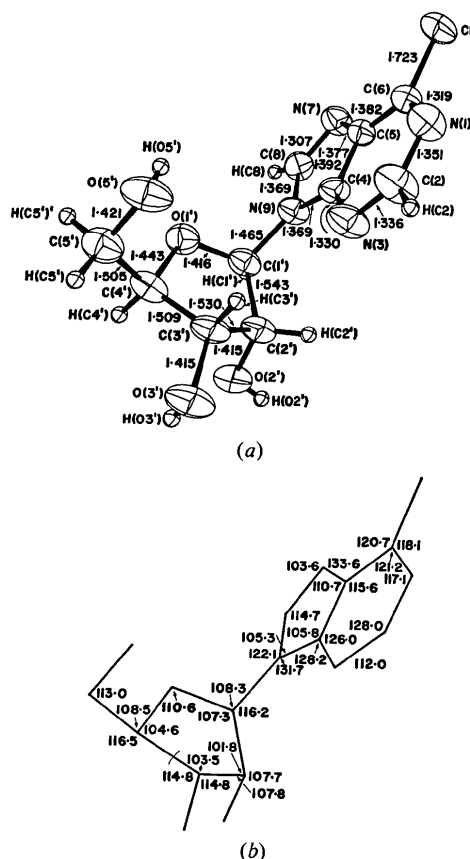 Cl
1.723
C(6)
1.319
N(7)
1.382
N(1)
C(5)
1.307
1.377
1.351
H(O5')
C(8)
1.392
C(2)
H(C8)
C(4)
1.369
O(5')
N(9)
1.336
H(C2)
H(C5')'
1.369
N(3)
1.421
O(1')
1.330
C(5')
1.465
1.443
1.416
C(1')
H(C5')
1.505
H(C1')
H(C3')
C(4')
1.543
H(C4')
1.530
1.509
C(3')
C(2')
H(C2')
1.415
1.415
O(3')
O(2')
H(O2')
H(O3')
(a)
120.7 118.1
133.6
121.2
103.6
117.1
110.7 115.6
114.7
128.0
105.3 105.8 126.0
122.1
128.2 112.0
131.7
113.0
108.3
110.6
108.5
107.3 116.2
104.6
116.5
101.8
103.5
114.8 114.8
107.7
107.8
(b)